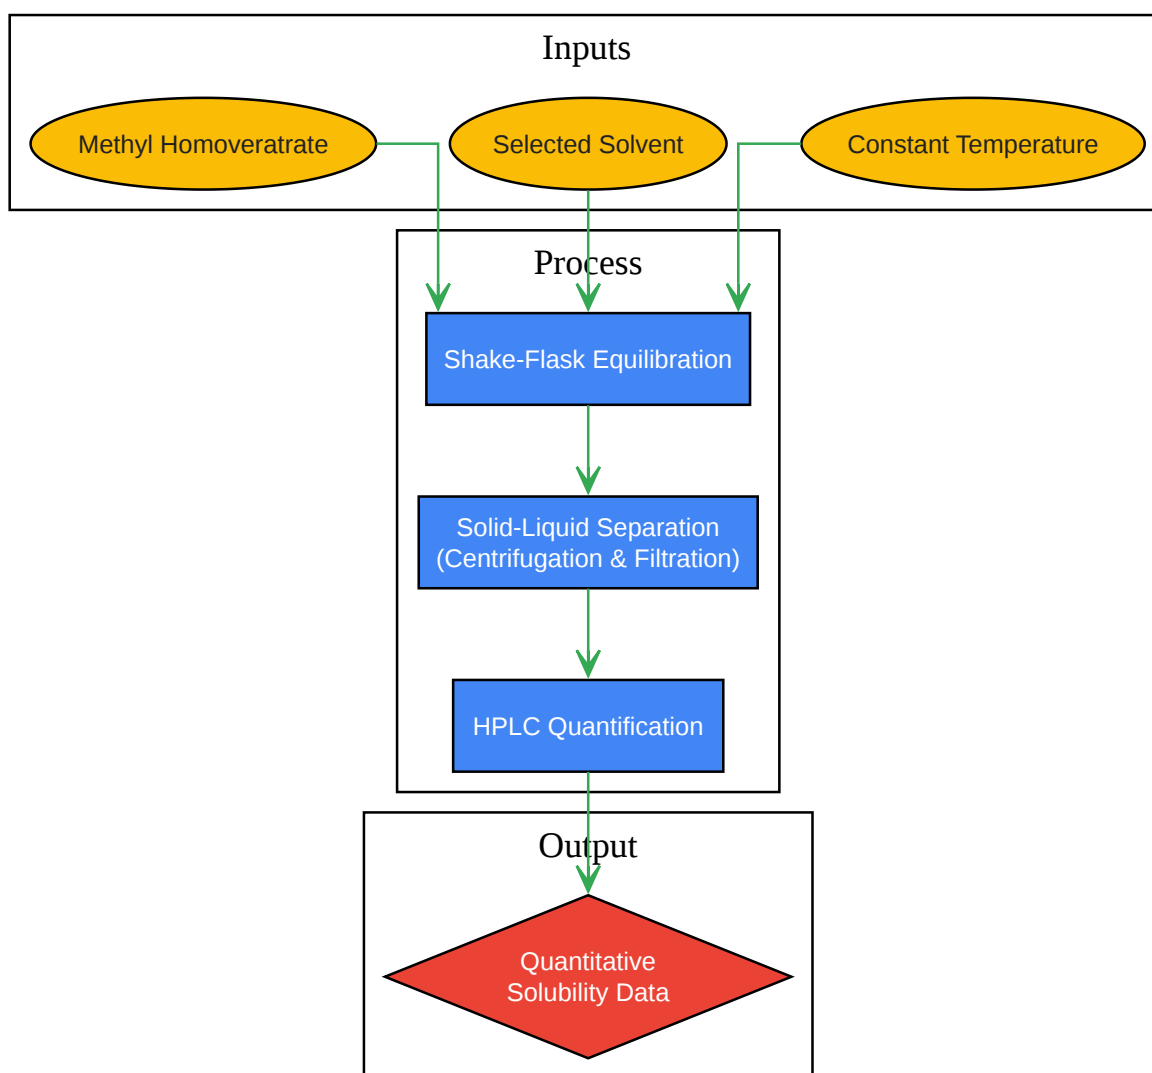 Inputs
Methyl Homoveratrate
Selected Solvent
Constant Temperature
Process
Shake-Flask Equilibration
Solid-Liquid Separation
(Centrifugation & Filtration)
HPLC Quantification
Output
Quantitative
Solubility Data